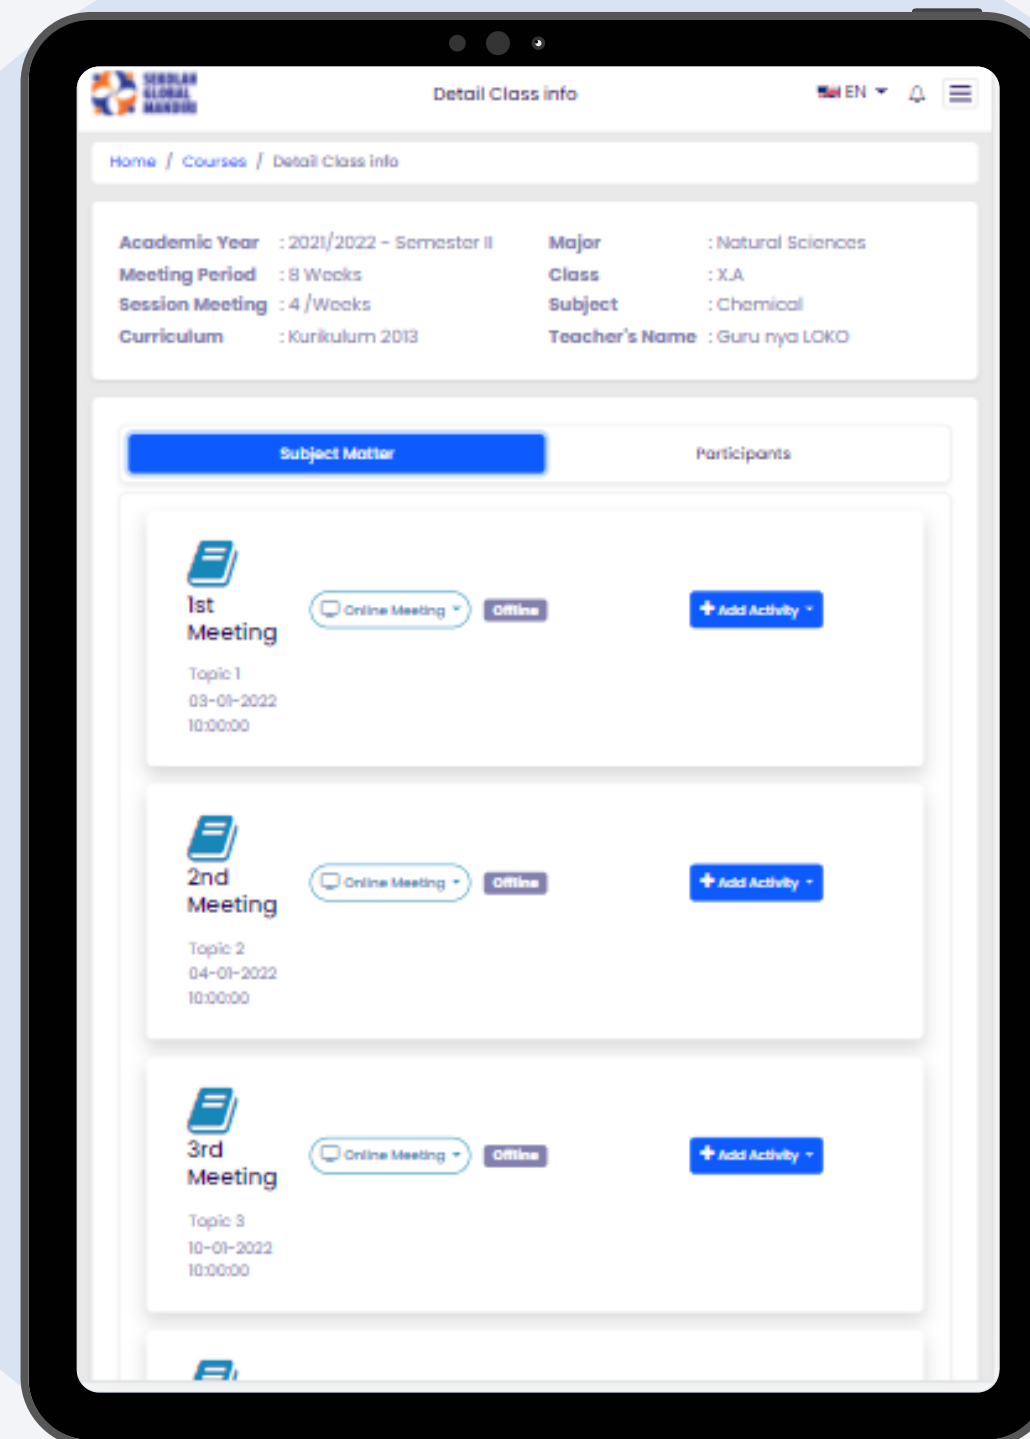 SEKOLAH
GLOBAL
MANDIRI
Detail Class info
EN
Home / Courses / Detail Class info
Academic Year : 2021/2022 - Semester II
Major : Natural Sciences
Meeting Period : 8 Weeks
Class : X.A
Session Meeting : 4 /Weeks
Subject : Chemical
Curriculum : Kurikulum 2013
Teacher's Name : Guru nya LOKO
Subject Matter
Participants
1st
Meeting
Online Meeting
Offline
+ Add Activity
Topic 1
03-01-2022
10:00:00
2nd
Meeting
Online Meeting
Offline
+ Add Activity
Topic 2
04-01-2022
10:00:00
3rd
Meeting
Online Meeting
Offline
+ Add Activity
Topic 3
10-01-2022
10:00:00